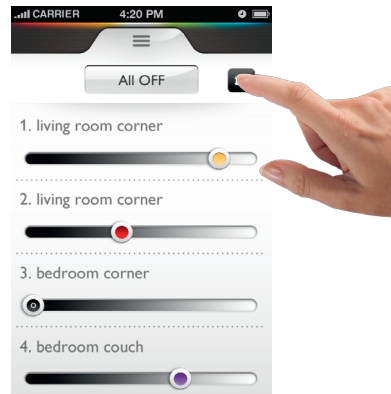 CARRIER 4:20 PM
All OFF
1. living room corner
2. living room corner
3. bedroom corner
4. bedroom couch